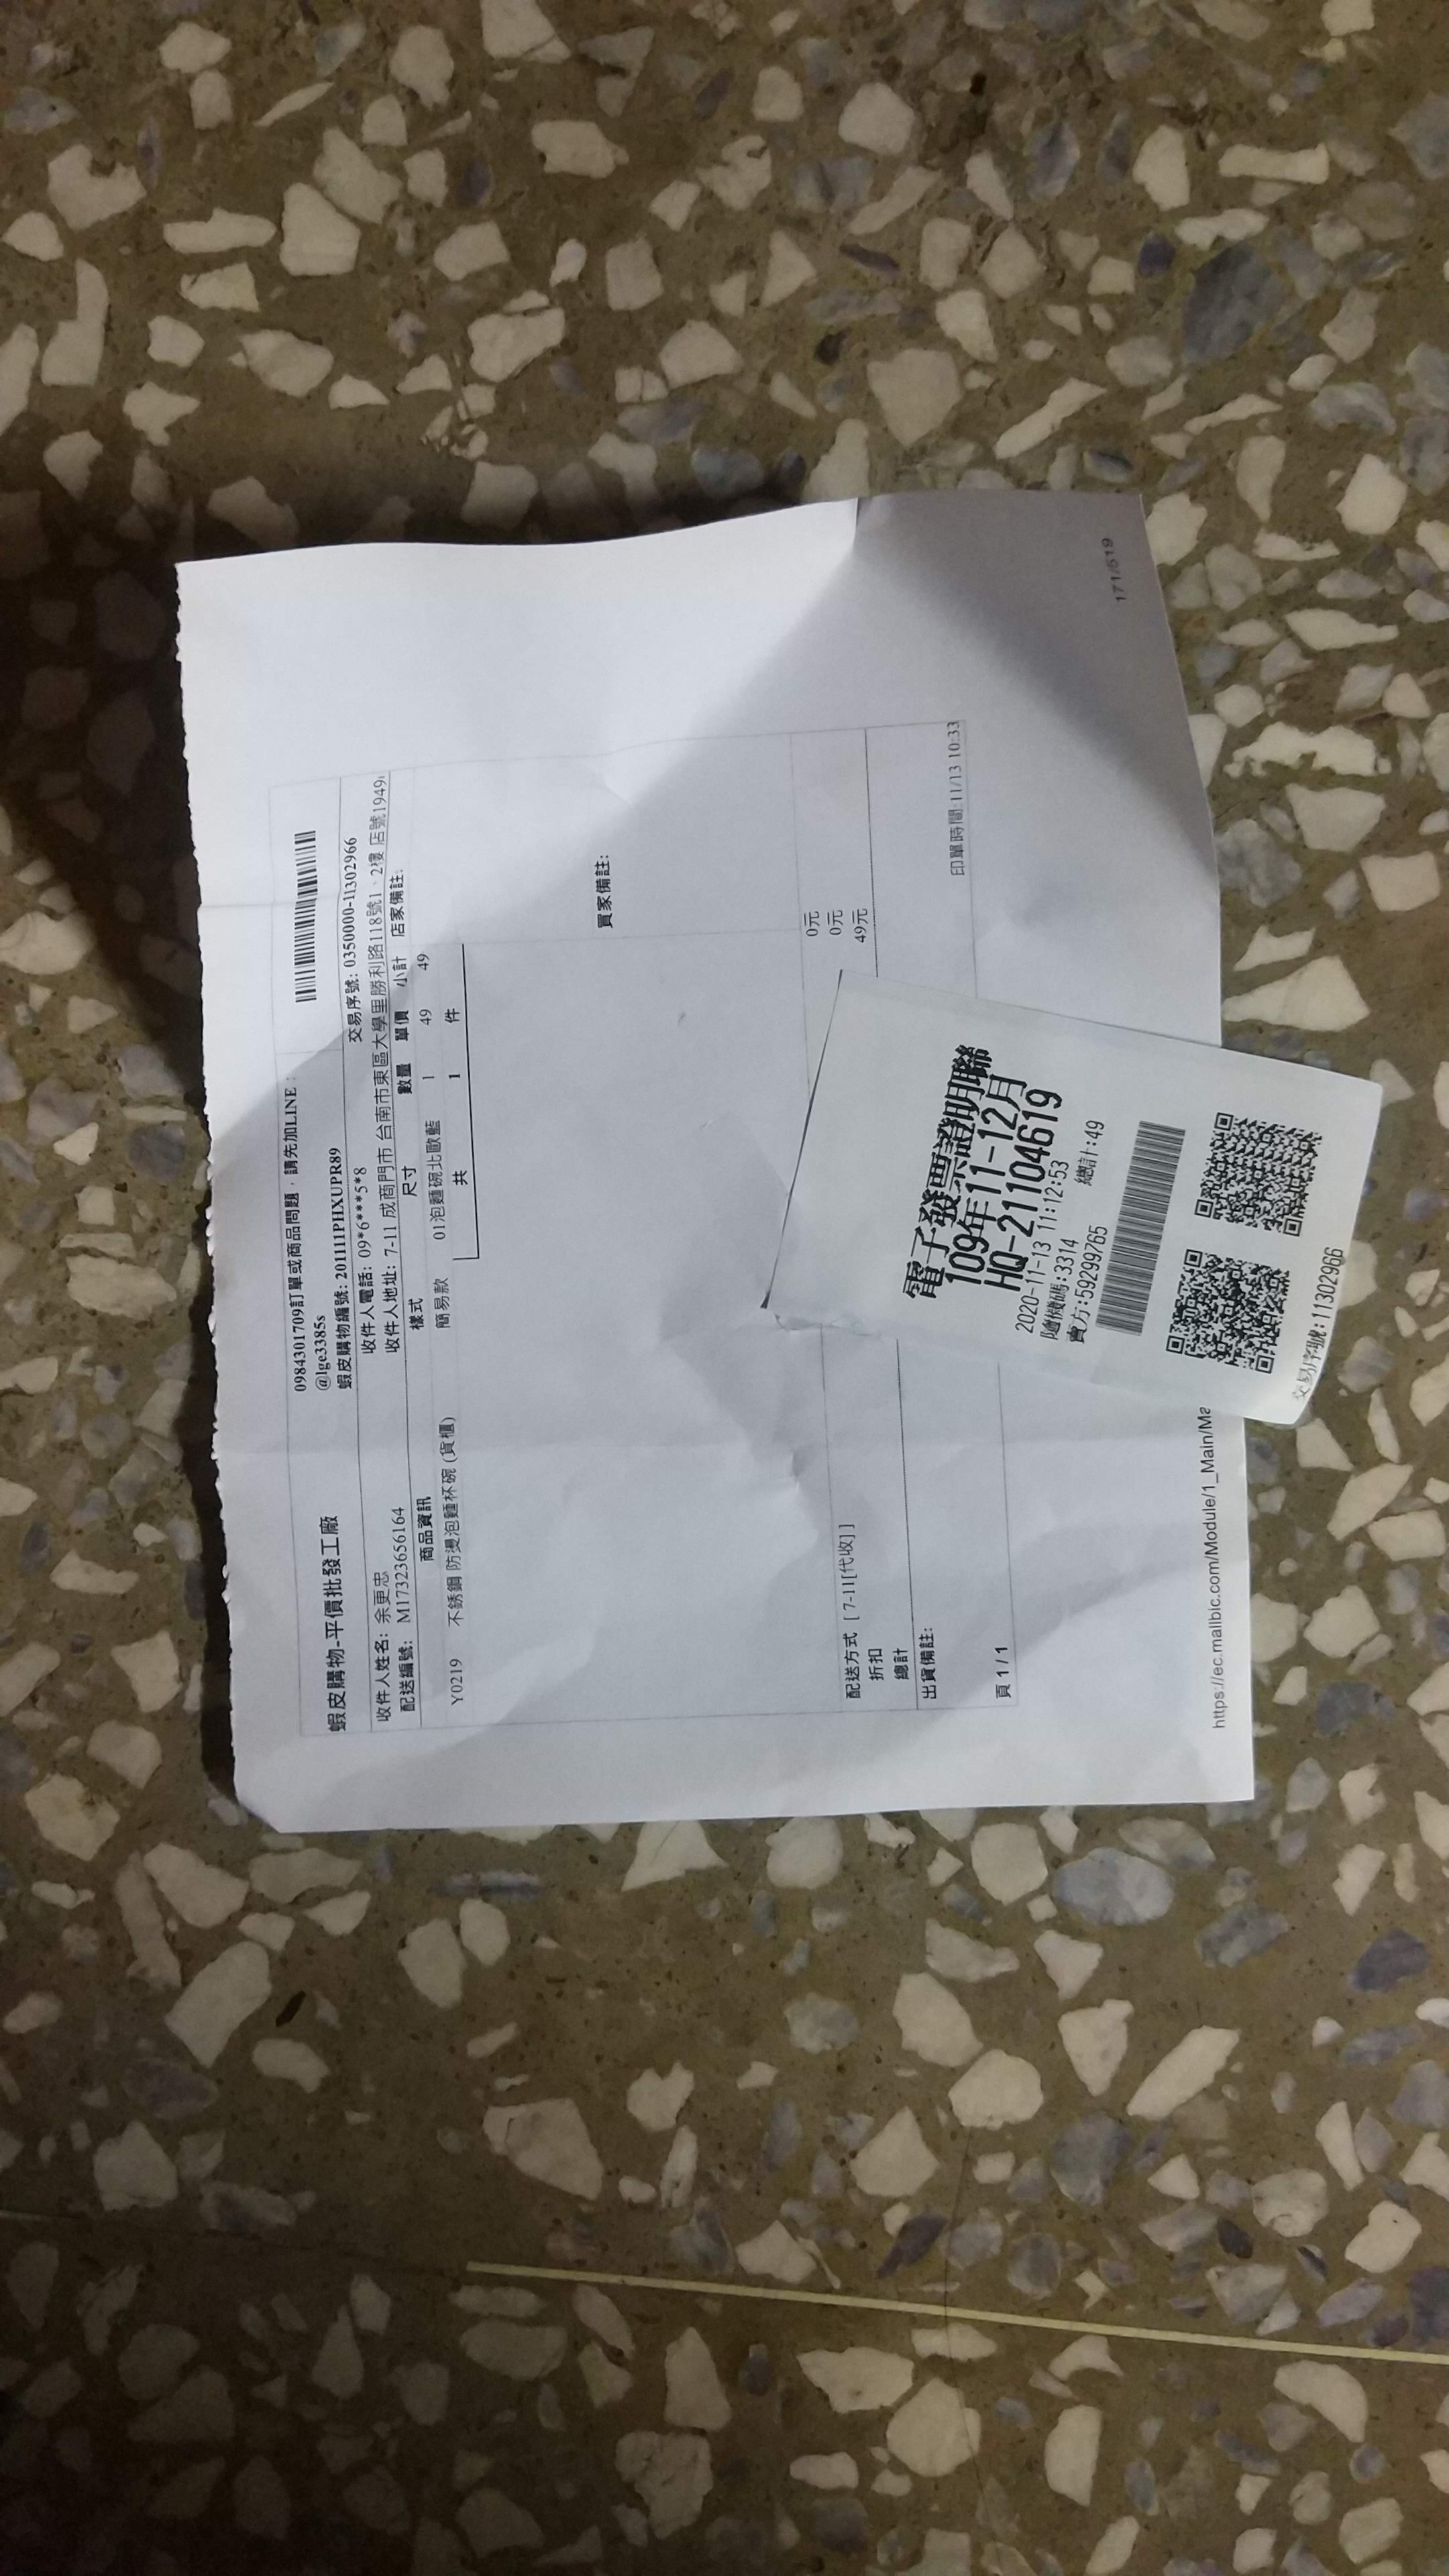 0984301709訂單或商品問題，請先加LINE：
@lge3385s
蝦皮購物-平價批發工廠
蝦皮購物編號: 201111PHXUPR89
交易序號: 0350000-11302966
收件人姓名: 余更忠
收件人電話: 09*6***5*8
配送編號: M17323656164
收件人地址: 7-11 成商門市 台南市東區大學里勝利路118號1、2樓 店號1949
商品資訊 樣式 尺寸 數量 單價 小計 店家備註:
Y0219 不銹鋼 防燙泡麵杯碗 (貨櫃) 簡易款 01泡麵碗北歐藍 1 49 49
共 1 件
買家備註:
配送方式 [ 7-11[代收] ] 0元
折扣 0元
總計 49元
出貨備註:
頁 1 / 1
印單時間:11/13 10:33
https://ec.mallbic.com/Module/1_Main/Ma
171/519
電子發票證明聯
109年11-12月
HQ-21104619
2020-11-13 11:12:53
隨機碼:3314 總計:49
賣方:59299765
交易序號:11302966